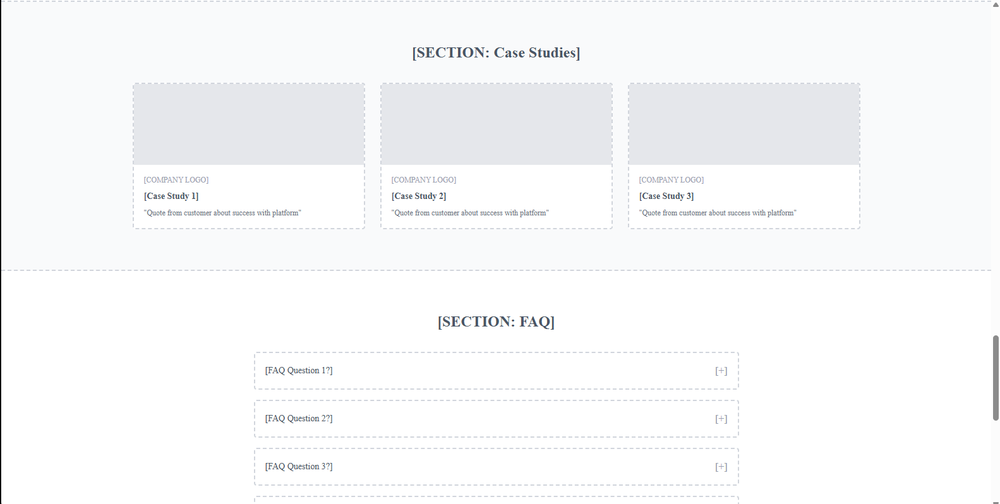 [SECTION: Case Studies]
[COMPANY LOGO]
[Case Study 1]
"Quote from customer about success with platform"
[COMPANY LOGO]
[Case Study 2]
"Quote from customer about success with platform"
[COMPANY LOGO]
[Case Study 3]
"Quote from customer about success with platform"
[SECTION: FAQ]
[FAQ Question 1?] [+]
[FAQ Question 2?] [+]
[FAQ Question 3?] [+]